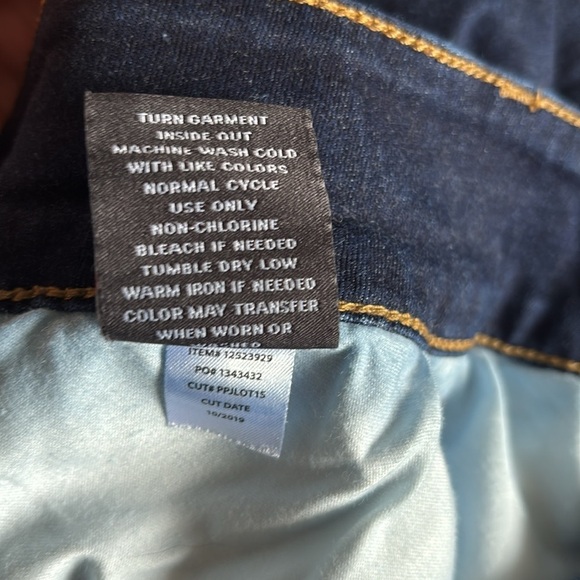 TURN GARMENT
INSIDE OUT
MACHINE WASH COLD
WITH LIKE COLORS
NORMAL CYCLE
USE ONLY
NON-CHLORINE
BLEACH IF NEEDED
TUMBLE DRY LOW
WARM IRON IF NEEDED
COLOR MAY TRANSFER
WHEN WORN OR
WASHED
ITEM# 12523929
PO# 1343432
CUT# PPJLOT15
CUT DATE
10/2019